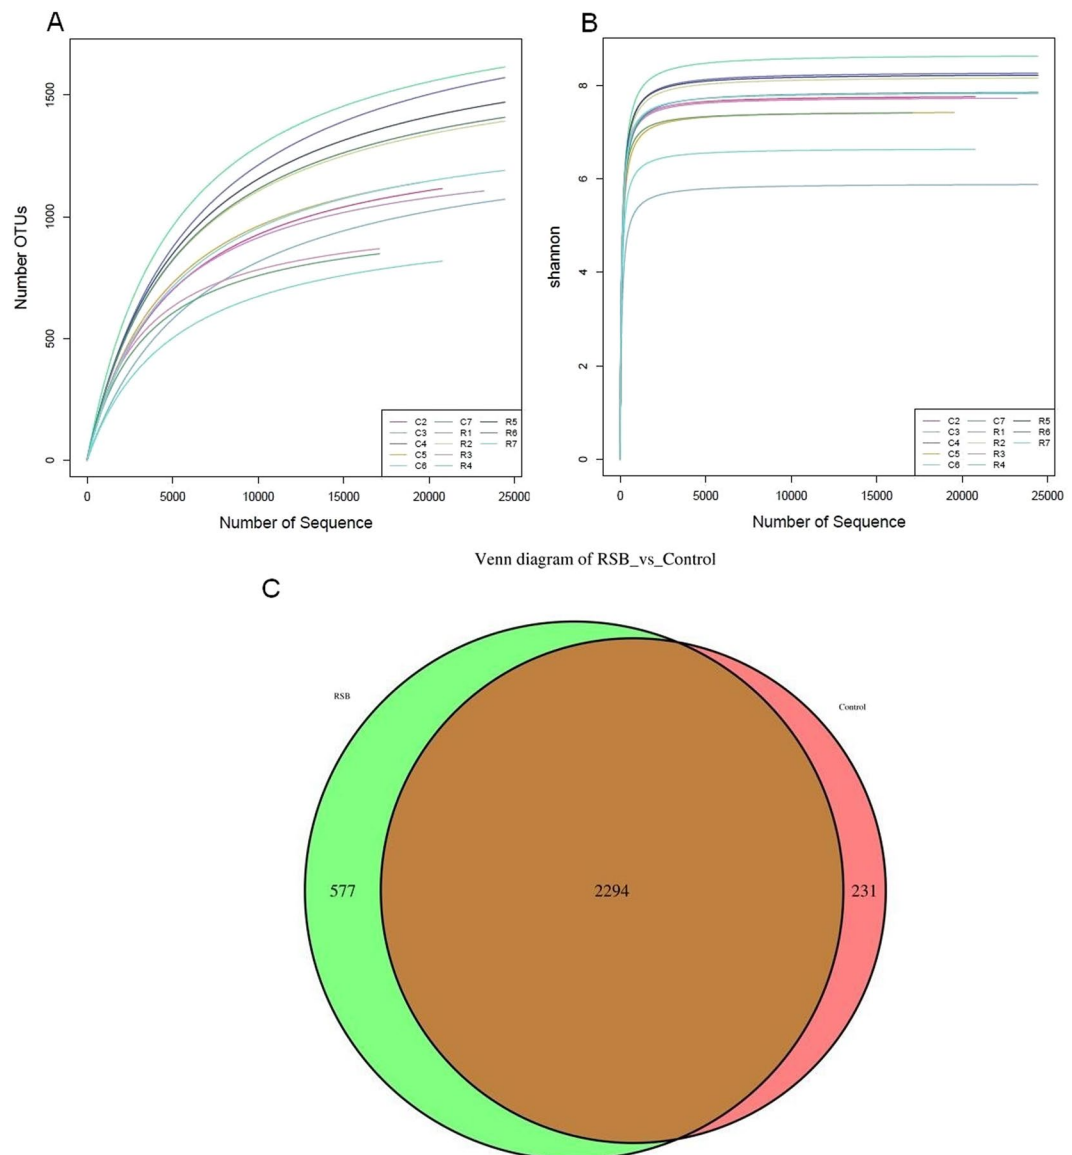 A
Number OTUs
1500
1000
500
0
0 5000 10000 15000 20000 25000
Number of Sequence
C2 C7 R5
C3 R1 R6
C4 R2 R7
C5 R3
C6 R4
B
shannon
8
6
4
2
0
0 5000 10000 15000 20000 25000
Number of Sequence
C2 C7 R5
C3 R1 R6
C4 R2 R7
C5 R3
C6 R4
Venn diagram of RSB_vs_Control
C
RSB
Control
577 2294 231